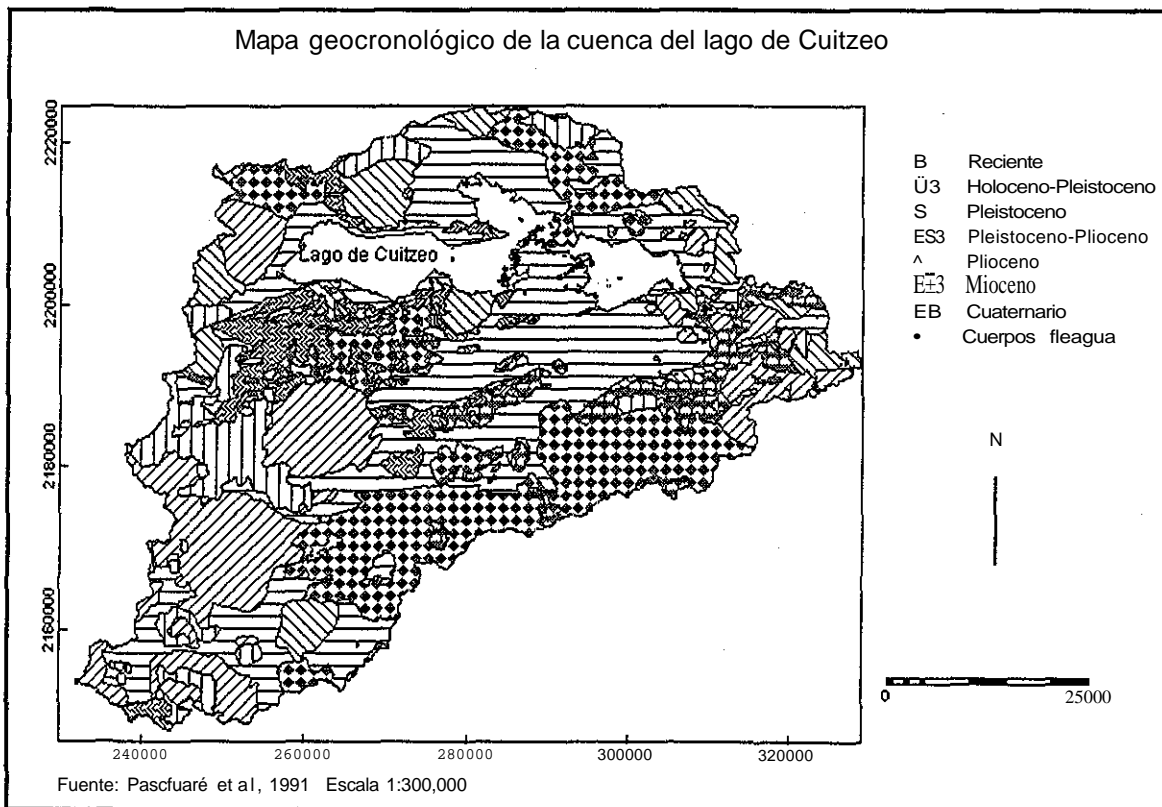 Mapa geocronológico de la cuenca del lago de Cuitzeo
2220000
2200000
2180000
2160000
Lago de Cuitzeo
B Reciente
Ü3 Holoceno-Pleistoceno
S Pleistoceno
ES3 Pleistoceno-Plioceno
^ Plioceno
E±3 Mioceno
EB Cuaternario
• Cuerpos fleagua
N
0 25000
240000 260000 280000 300000 320000
Fuente: Pascfuaré et al, 1991 Escala 1:300,000